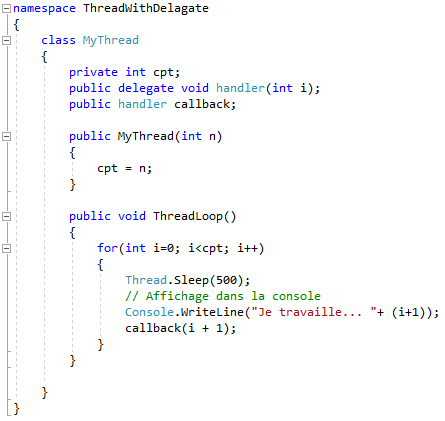 namespace ThreadWithDelagate
{
    class MyThread
    {
        private int cpt;
        public delegate void handler(int i);
        public handler callback;

        public MyThread(int n)
        {
            cpt = n;
        }

        public void ThreadLoop()
        {
            for(int i=0; i<cpt; i++)
            {
                Thread.Sleep(500);
                // Affichage dans la console
                Console.WriteLine("Je travaille... "+ (i+1));
                callback(i + 1);
            }
        }

    }
}